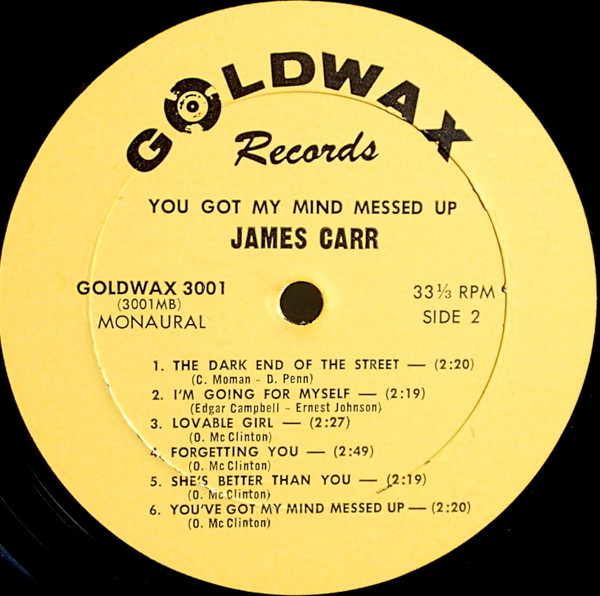 GOLDWAX
Records
YOU GOT MY MIND MESSED UP
JAMES CARR
GOLDWAX 3001
(3001MB)
MONAURAL
33⅓ RPM
SIDE 2
1. THE DARK END OF THE STREET — (2:20)
(C. Moman – D. Penn)
2. I'M GOING FOR MYSELF — (2:19)
(Edgar Campbell – Ernest Johnson)
3. LOVABLE GIRL — (2:27)
(O. McClinton)
4. FORGETTING YOU — (2:49)
(O. McClinton)
5. SHE'S BETTER THAN YOU — (2:19)
(O. McClinton)
6. YOU'VE GOT MY MIND MESSED UP — (2:20)
(O. McClinton)